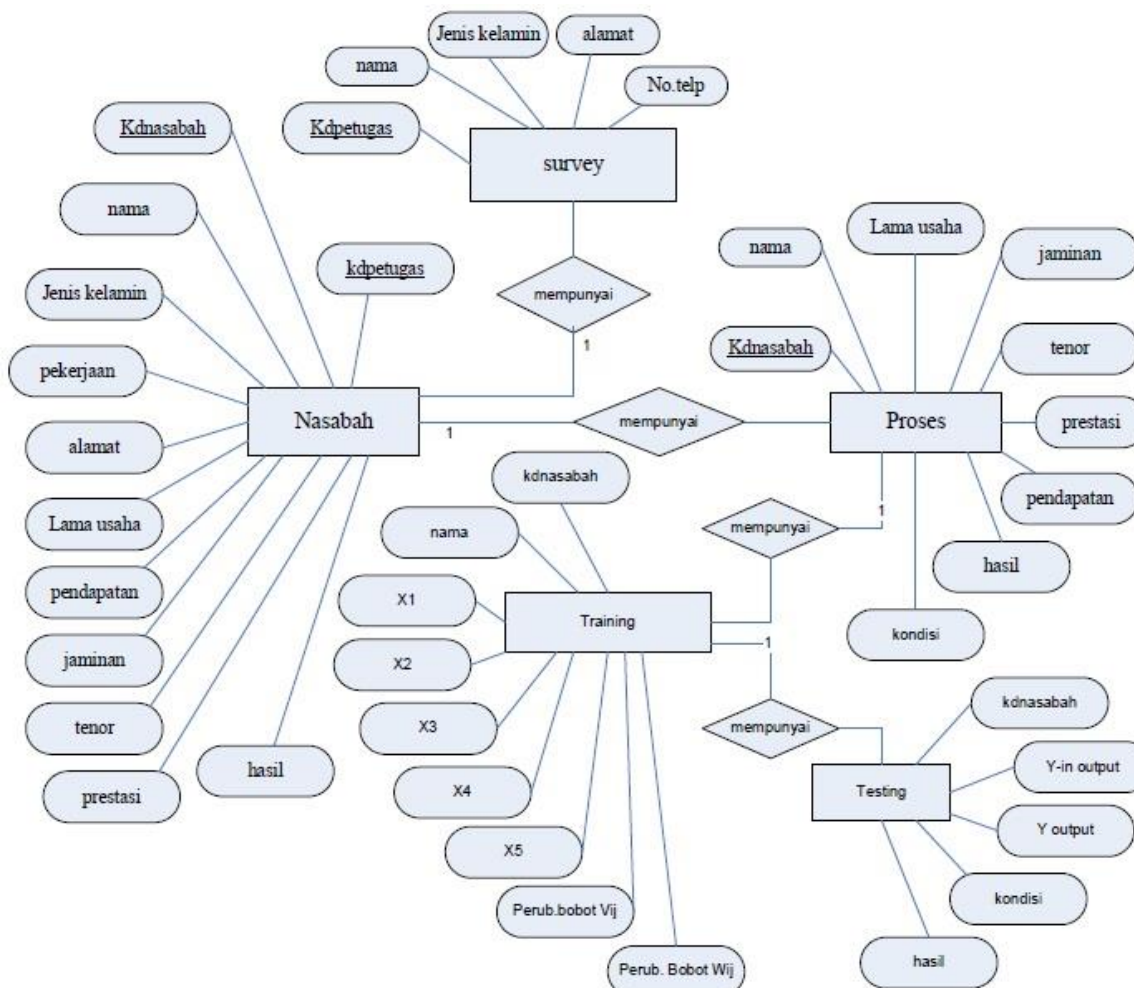 Jenis kelamin
alamat
nama
No.telp
Kdnasabah
Kdpetugas
survey
nama
Lama usaha
nama
jaminan
kdpetugas
Jenis kelamin
mempunyai
1
Kdnasabah
tenor
pekerjaan
Nasabah
1
mempunyai
Proses
prestasi
alamat
kdnasabah
pendapatan
Lama usaha
nama
mempunyai
1
hasil
pendapatan
X1
Training
kondisi
jaminan
X2
1
kdnasabah
tenor
X3
mempunyai
Y-in output
hasil
prestasi
X4
Testing
Y output
X5
kondisi
Perub.bobot Vij
hasil
Perub. Bobot Wij